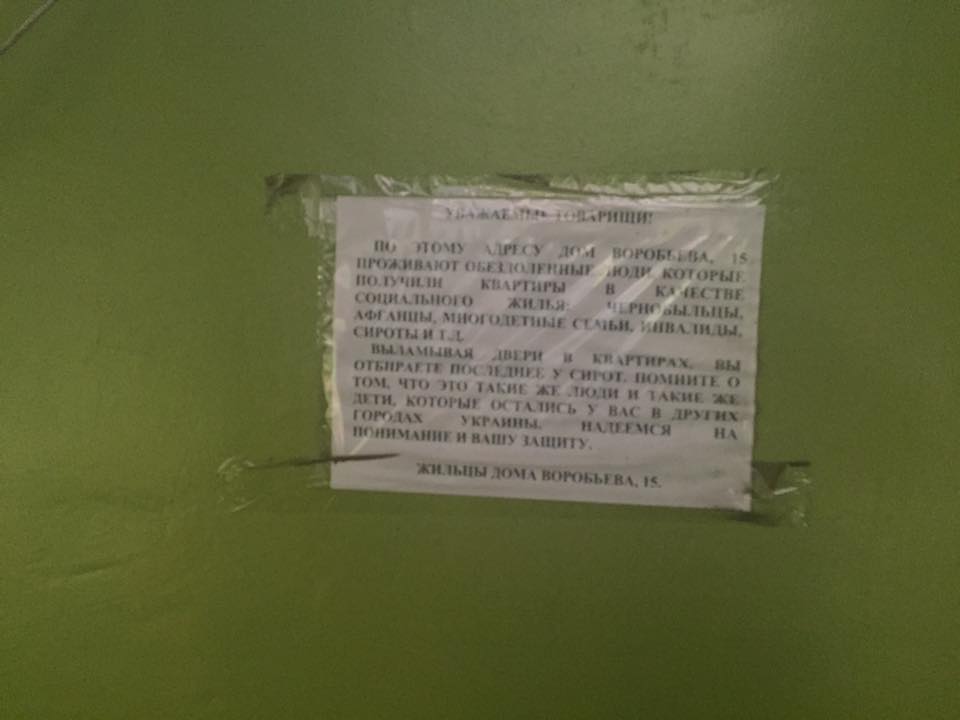 УВАЖАЕМЫЕ ТОВАРИЩИ!
ПО ЭТОМУ АДРЕСУ ДОМ ВОРОБЬЕВА, 15
ПРОЖИВАЮТ ОБЕЗДОЛЕННЫЕ ЛЮДИ, КОТОРЫЕ
ПОЛУЧИЛИ КВАРТИРЫ В КАЧЕСТВЕ
СОЦИАЛЬНОГО ЖИЛЬЯ: ЧЕРНОБЫЛЬЦЫ,
АФГАНЦЫ, МНОГОДЕТНЫЕ СЕМЬИ, ИНВАЛИДЫ,
СИРОТЫ И Т.Д.
ВЫЛАМЫВАЯ ДВЕРИ В КВАРТИРАХ, ВЫ
ОТБИРАЕТЕ ПОСЛЕДНЕЕ У СИРОТ. ПОМНИТЕ О
ТОМ, ЧТО ЭТО ТАКИЕ ЖЕ ЛЮДИ И ТАКИЕ ЖЕ
ДЕТИ, КОТОРЫЕ ОСТАЛИСЬ У ВАС В ДРУГИХ
ГОРОДАХ УКРАИНЫ. НАДЕЕМСЯ НА
ПОНИМАНИЕ И ВАШУ ЗАЩИТУ.
ЖИЛЬЦЫ ДОМА ВОРОБЬЕВА, 15.